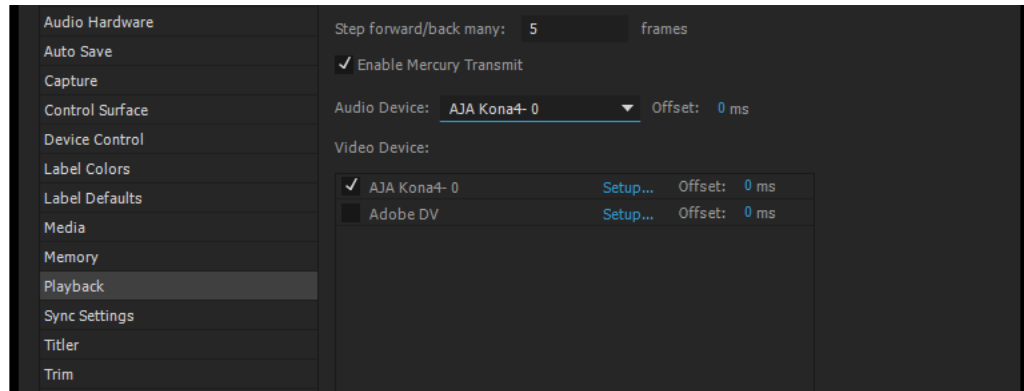 Audio Hardware
Auto Save
Capture
Control Surface
Device Control
Label Colors
Label Defaults
Media
Memory
Playback
Sync Settings
Titler
Trim
Step forward/back many: 5 frames
Enable Mercury Transmit
Audio Device: AJA Kona4- 0 Offset: 0 ms
Video Device:
AJA Kona4- 0 Setup... Offset: 0 ms
Adobe DV Setup... Offset: 0 ms